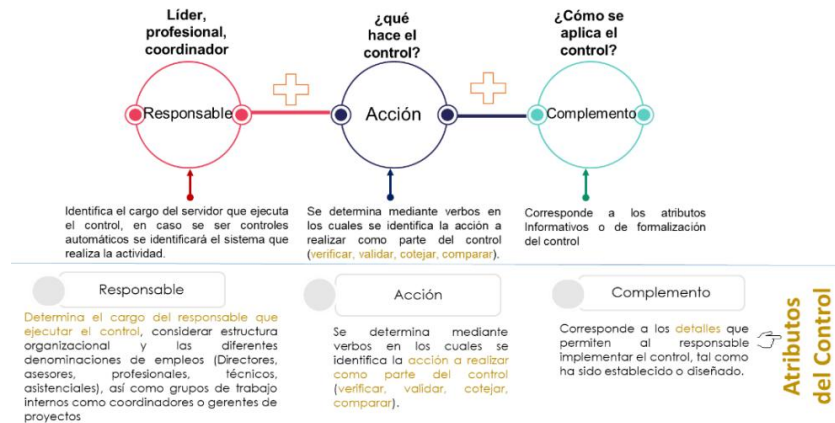 Líder,
profesional,
coordinador
¿qué
hace el
control?
¿Cómo se
aplica el
control?
Responsable
Acción
Complemento
Identifica el cargo del servidor que ejecuta
el control, en caso se ser controles
automáticos se identificará el sistema que
realiza la actividad.
Se determina mediante verbos en
los cuales se identifica la acción a
realizar como parte del control
(verificar, validar, cotejar, comparar).
Corresponde a los atributos
Informativos o de formalización
del control
Responsable
Determina el cargo del responsable que
ejecutar el control, considerar estructura
organizacional y las diferentes
denominaciones de empleos (Directores,
asesores, profesionales, técnicos,
asistenciales), así como grupos de trabajo
internos como coordinadores o gerentes de
proyectos
Acción
Se determina mediante
verbos en los cuales se
identifica la acción a realizar
como parte del control
(verificar, validar, cotejar,
comparar).
Complemento
Corresponde a los detalles que
permiten al responsable
implementar el control, tal como
ha sido establecido o diseñado.
Atributos
del Control